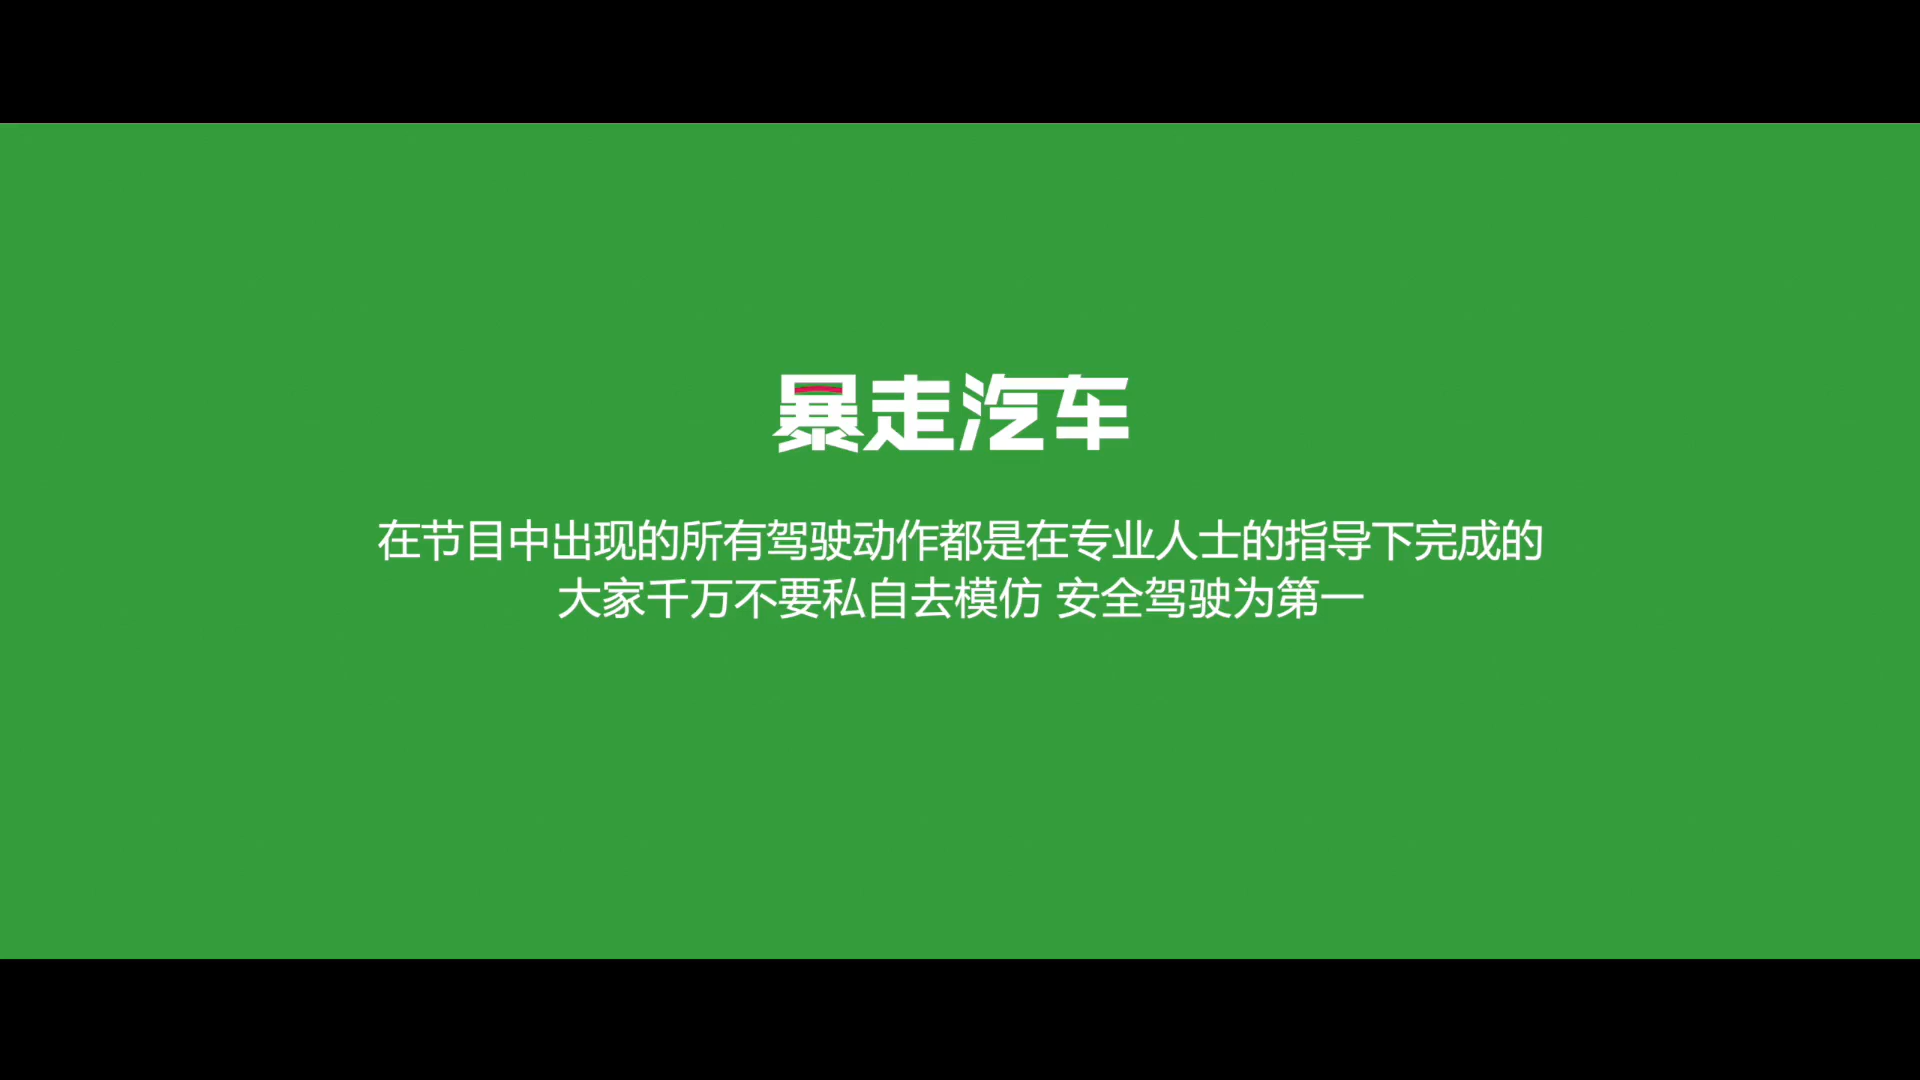 暴走汽车
在节目中出现的所有驾驶动作都是在专业人士的指导下完成的
大家千万不要私自去模仿 安全驾驶为第一